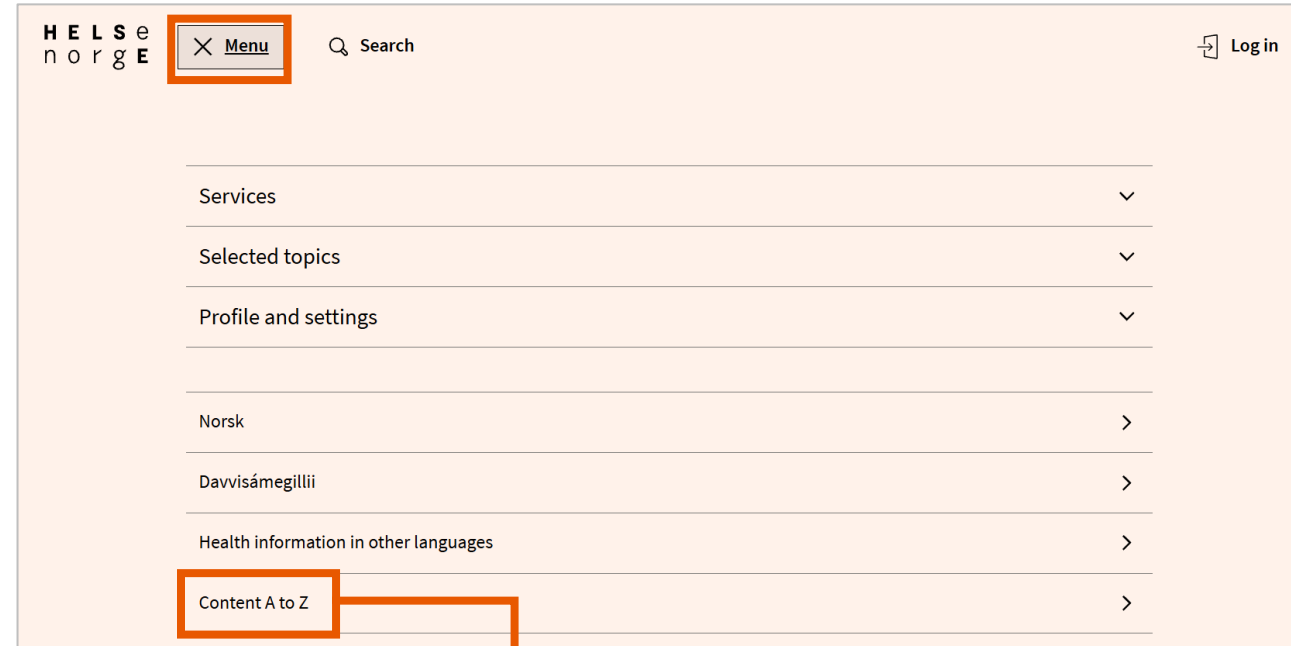 HELSe
norgE
Menu
Search
Log in
Services
Selected topics
Profile and settings
Norsk
Davvisámegillii
Health information in other languages
Content A to Z